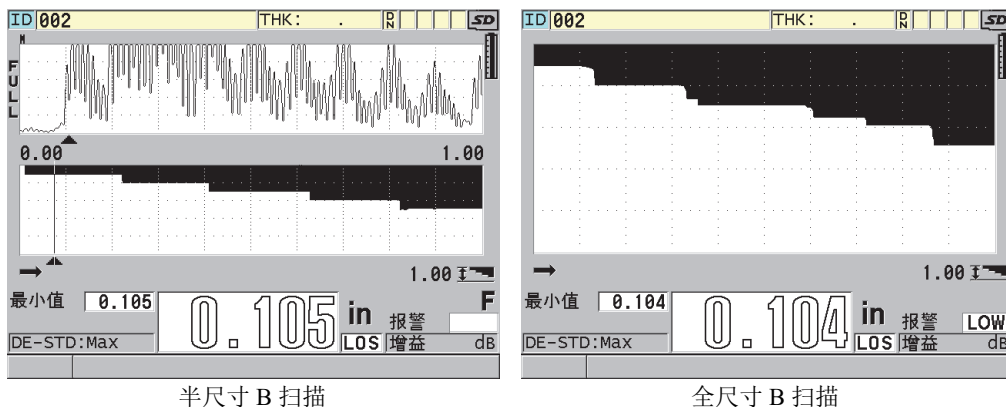 ID 002 THK: . DN SD
FULL
0.00 1.00
1.00
最小值 0.105 0.105 in F
报警
DE-STD:Max LOS 增益 dB
半尺寸 B 扫描
ID 002 THK: . DN SD
1.00
最小值 0.104 0.104 in
报警 LOW
DE-STD:Max LOS 增益 dB
全尺寸 B 扫描